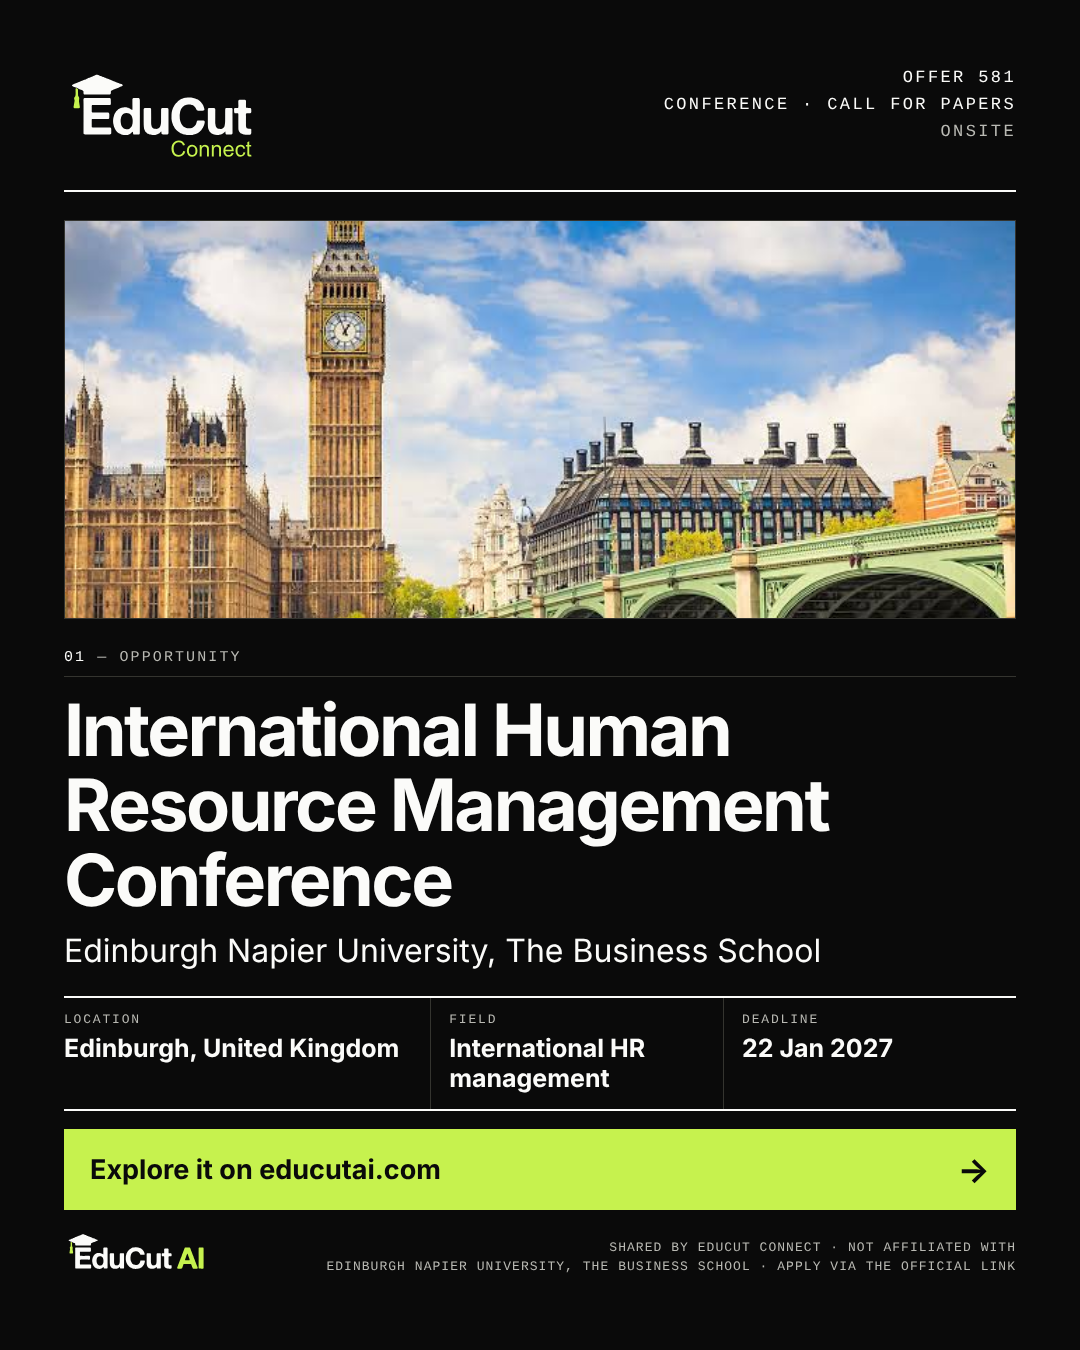 EduCut
Connect
OFFER 581
CONFERENCE · CALL FOR PAPERS
ONSITE
01 — OPPORTUNITY
International Human
Resource Management
Conference
Edinburgh Napier University, The Business School
LOCATION
Edinburgh, United Kingdom
FIELD
International HR
management
DEADLINE
22 Jan 2027
Explore it on educutai.com →
EduCut AI
SHARED BY EDUCUT CONNECT · NOT AFFILIATED WITH
EDINBURGH NAPIER UNIVERSITY, THE BUSINESS SCHOOL · APPLY VIA THE OFFICIAL LINK